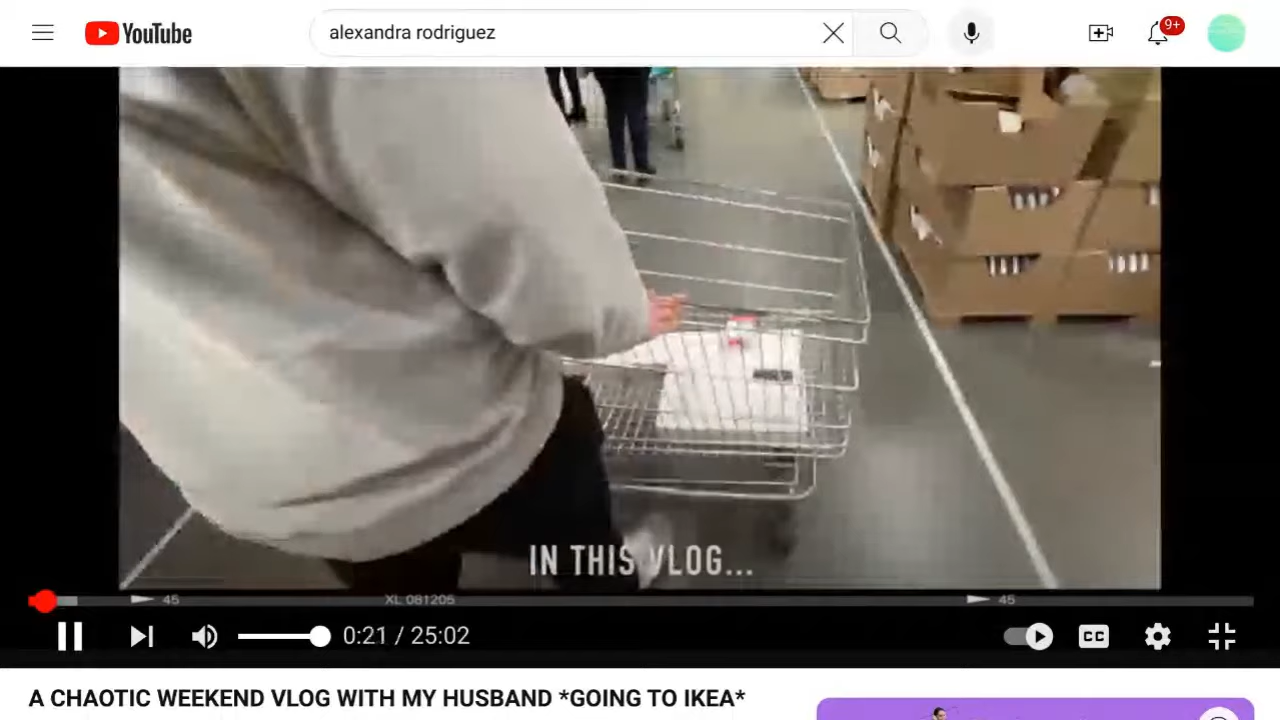 YouTube
alexandra rodriguez
9+
IN THIS VLOG...
45
XL 081205
45
0:21 / 25:02
CC
A CHAOTIC WEEKEND VLOG WITH MY HUSBAND *GOING TO IKEA*